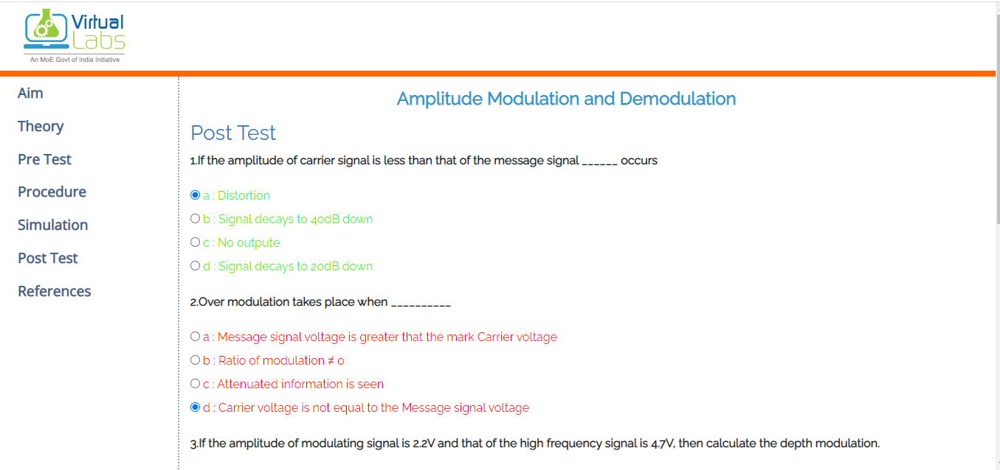 Virtual
Labs
An MoE Govt of India Initiative
Aim
Theory
Pre Test
Procedure
Simulation
Post Test
References
Amplitude Modulation and Demodulation
Post Test
1.If the amplitude of carrier signal is less than that of the message signal ______ occurs
a : Distortion
b : Signal decays to 40dB down
c : No outpute
d : Signal decays to 20dB down
2.Over modulation takes place when __________
a : Message signal voltage is greater that the mark Carrier voltage
b : Ratio of modulation ≠ 0
c : Attenuated information is seen
d : Carrier voltage is not equal to the Message signal voltage
3.If the amplitude of modulating signal is 2.2V and that of the high frequency signal is 4.7V, then calculate the depth modulation.